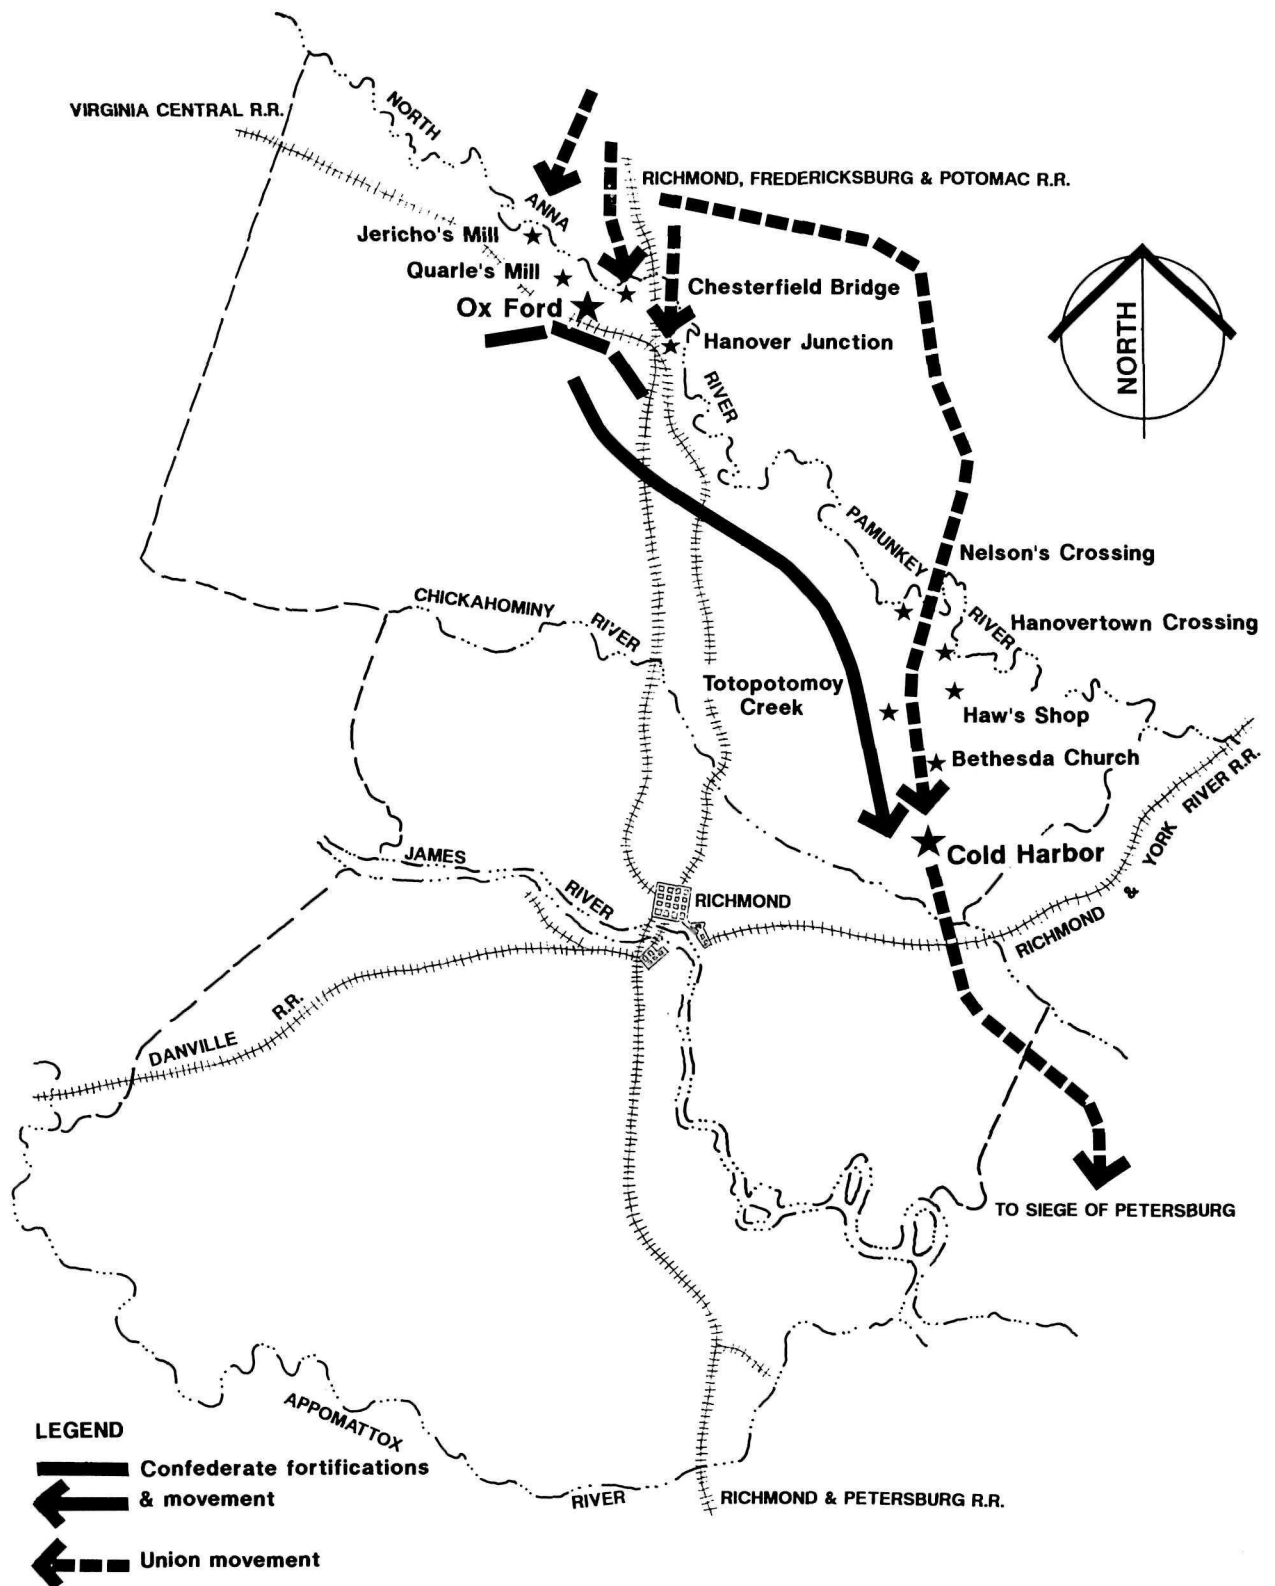 VIRGINIA CENTRAL R.R.
NORTH
ANNA
RICHMOND, FREDERICKSBURG & POTOMAC R.R.
Jericho's Mill
Quarle's Mill
Ox Ford
Chesterfield Bridge
Hanover Junction
NORTH
RIVER
PAMUNKEY
RIVER
Nelson's Crossing
Hanovertown Crossing
CHICKAHOMINY
RIVER
Totopotomoy
Creek
Haw's Shop
Bethesda Church
Cold Harbor
RICHMOND & YORK RIVER R.R.
JAMES
RIVER
RICHMOND
DANVILLE R.R.
TO SIEGE OF PETERSBURG
APPOMATTOX
RIVER
RICHMOND & PETERSBURG R.R.
LEGEND
Confederate fortifications
& movement
Union movement